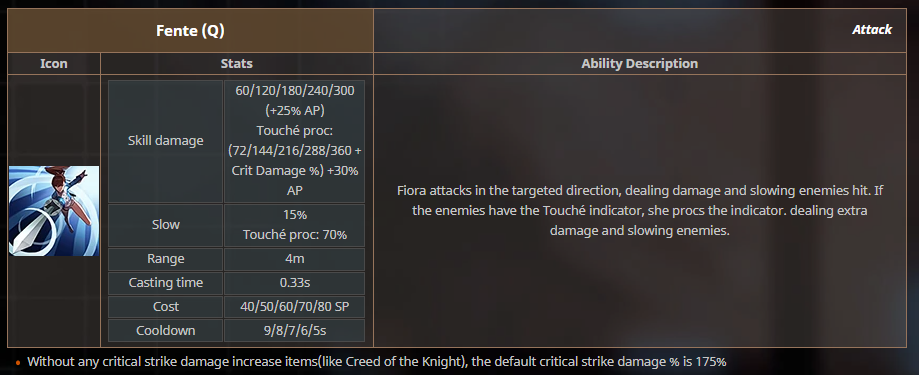 Fente (Q)
Attack
Icon
Stats
Ability Description
Skill damage
60/120/180/240/300
(+25% AP)
Touché proc:
(72/144/216/288/360 +
Crit Damage %) +30%
AP
Slow
15%
Touché proc: 70%
Range
4m
Casting time
0.33s
Cost
40/50/60/70/80 SP
Cooldown
9/8/7/6/5s
Fiora attacks in the targeted direction, dealing damage and slowing enemies hit. If
the enemies have the Touché indicator, she procs the indicator. dealing extra
damage and slowing enemies.
• Without any critical strike damage increase items(like Creed of the Knight), the default critical strike damage % is 175%